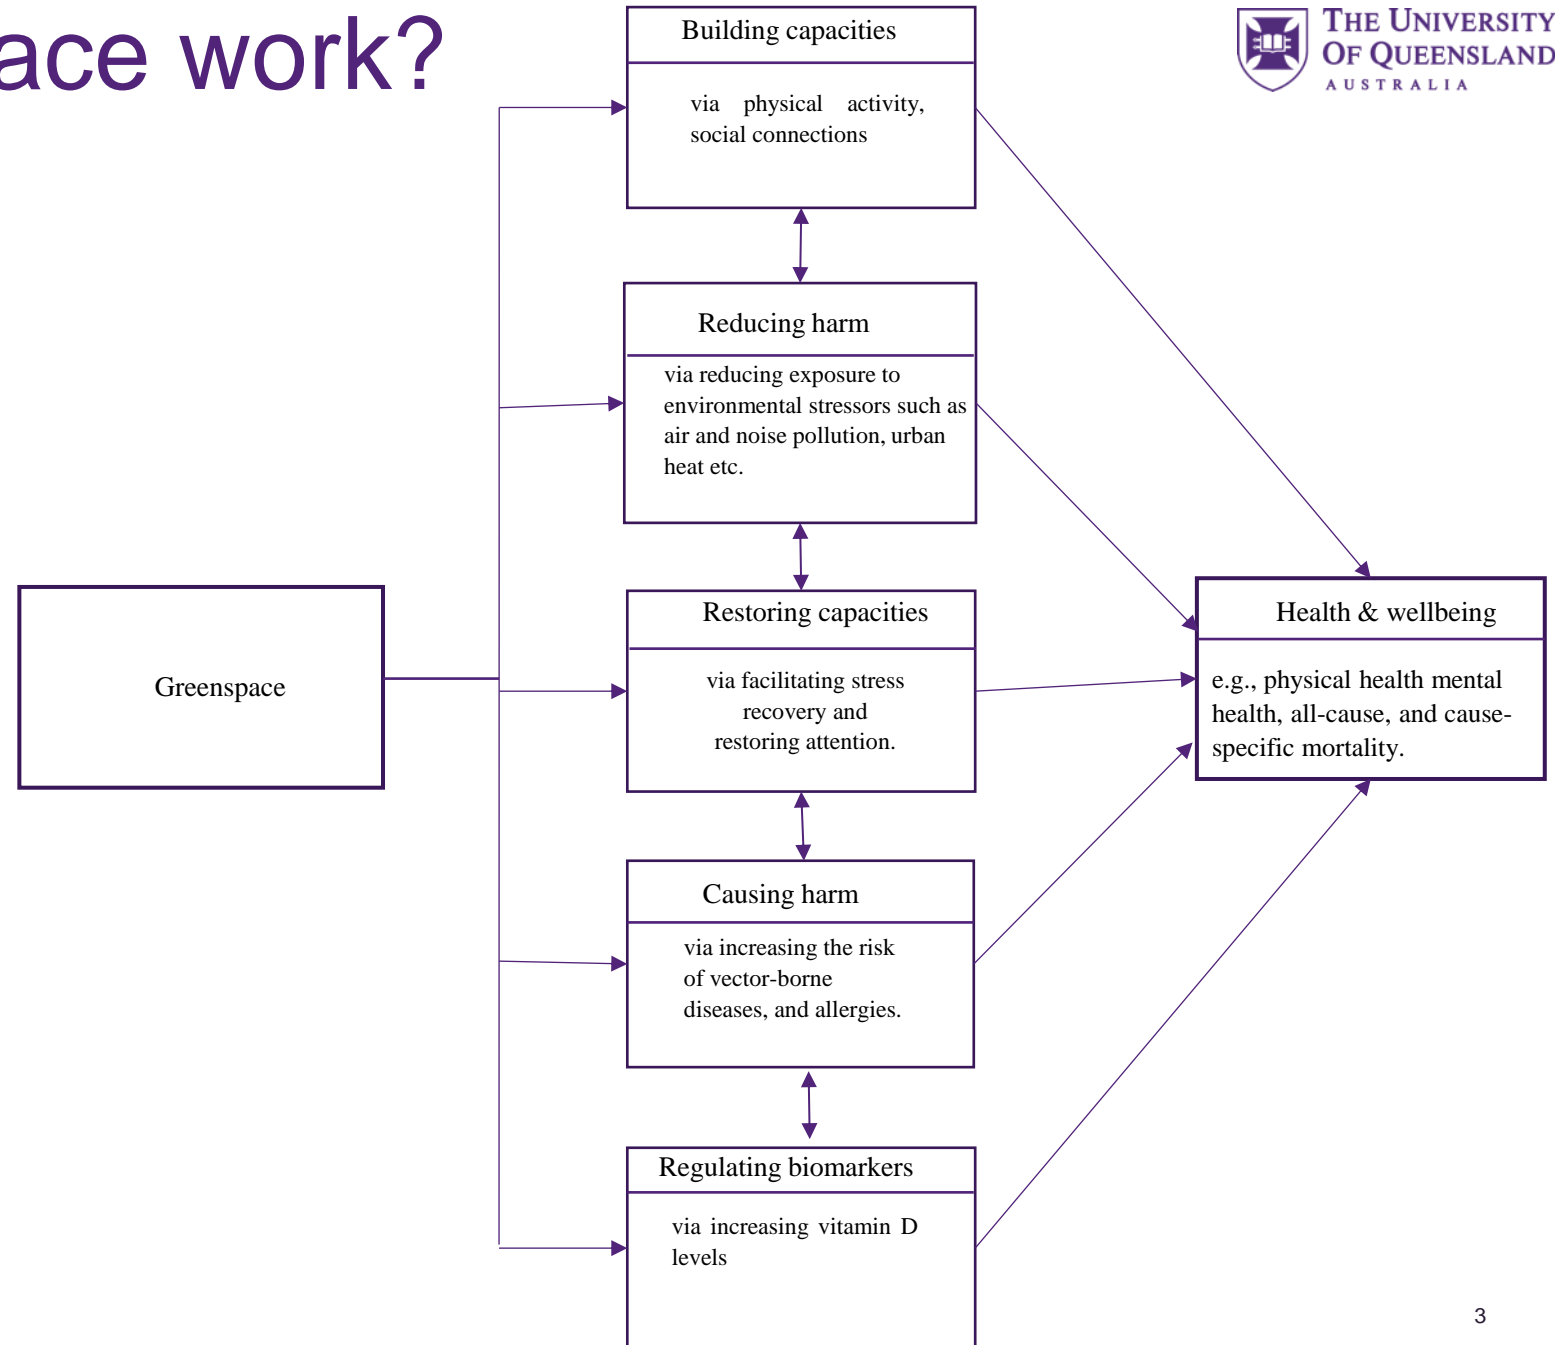 ace work?
THE UNIVERSITY
OF QUEENSLAND
AUSTRALIA
Building capacities
via physical activity,
social connections
Reducing harm
via reducing exposure to
environmental stressors such as
air and noise pollution, urban
heat etc.
Restoring capacities
via facilitating stress
recovery and
restoring attention.
Greenspace
Health & wellbeing
e.g., physical health mental
health, all-cause, and cause-
specific mortality.
Causing harm
via increasing the risk
of vector-borne
diseases, and allergies.
Regulating biomarkers
via increasing vitamin D
levels
3